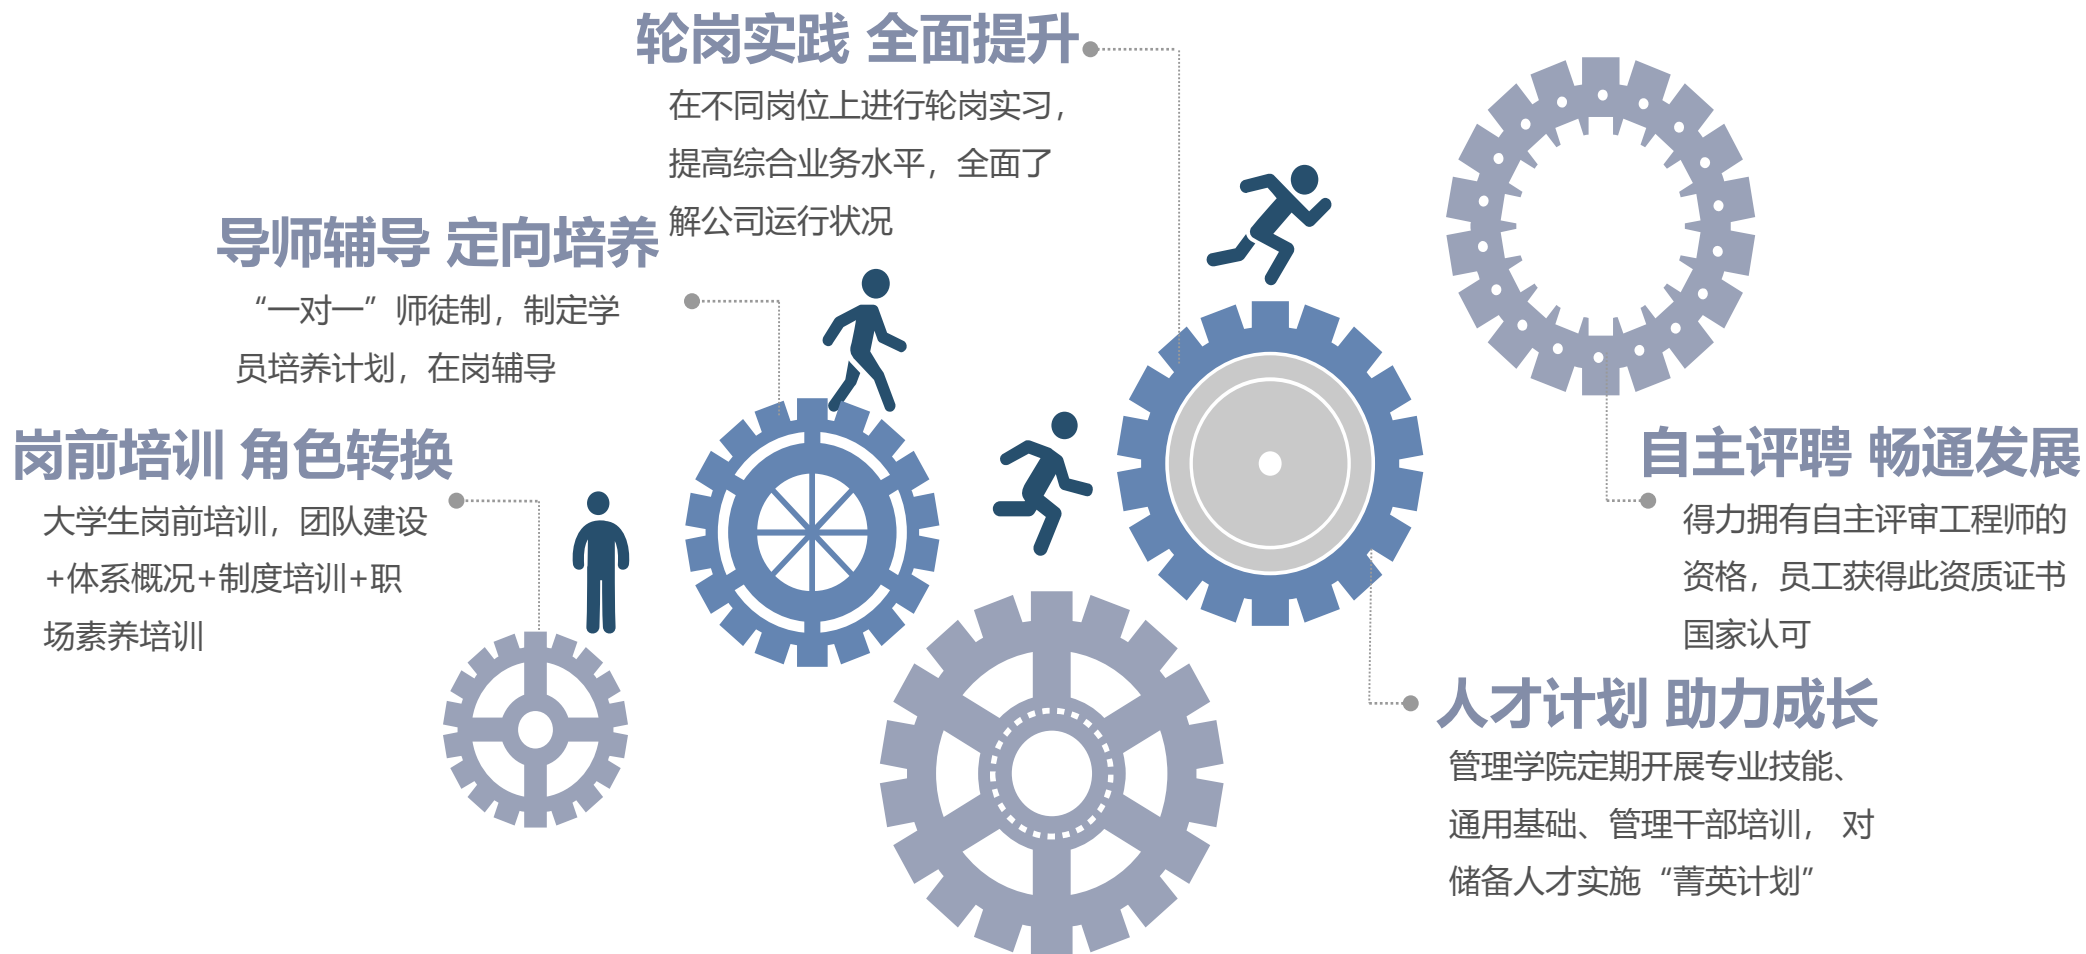 轮岗实践 全面提升
在不同岗位上进行轮岗实习，
提高综合业务水平，全面了
解公司运行状况
导师辅导 定向培养
“一对一”师徒制，制定学
员培养计划，在岗辅导
岗前培训 角色转换
大学生岗前培训，团队建设
+体系概况+制度培训+职
场素养培训
自主评聘 畅通发展
得力拥有自主评审工程师的
资格，员工获得此资质证书
国家认可
人才计划 助力成长
管理学院定期开展专业技能、
通用基础、管理干部培训， 对
储备人才实施“菁英计划”